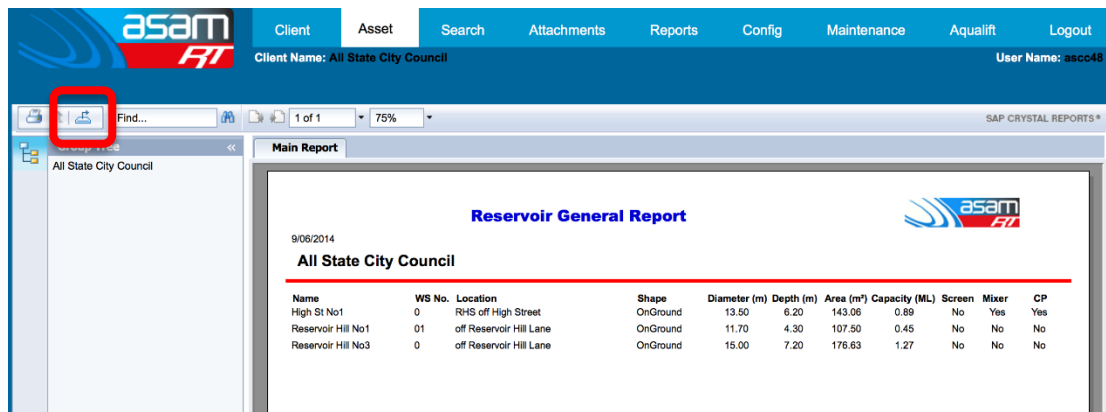 asam
RT
Client Asset Search Attachments Reports Config Maintenance Aqualift Logout
Client Name: All State City Council User Name: ascc48
Find... 1 of 1 75% SAP CRYSTAL REPORTS®
Group Tree « Main Report
All State City Council
Reservoir General Report
asam
RT
9/06/2014
All State City Council
Name WS No. Location Shape Diameter (m) Depth (m) Area (m²) Capacity (ML) Screen Mixer CP
High St No1 0 RHS off High Street OnGround 13.50 6.20 143.06 0.89 No Yes Yes
Reservoir Hill No1 01 off Reservoir Hill Lane OnGround 11.70 4.30 107.50 0.45 No No No
Reservoir Hill No3 0 off Reservoir Hill Lane OnGround 15.00 7.20 176.63 1.27 No No No